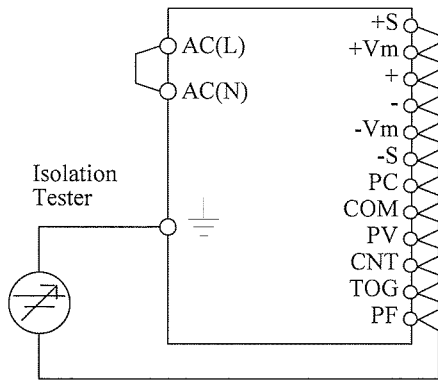 AC(L)
AC(N)
Isolation
Tester
+S
+Vm
+
-
-Vm
-S
PC
COM
PV
CNT
TOG
PF